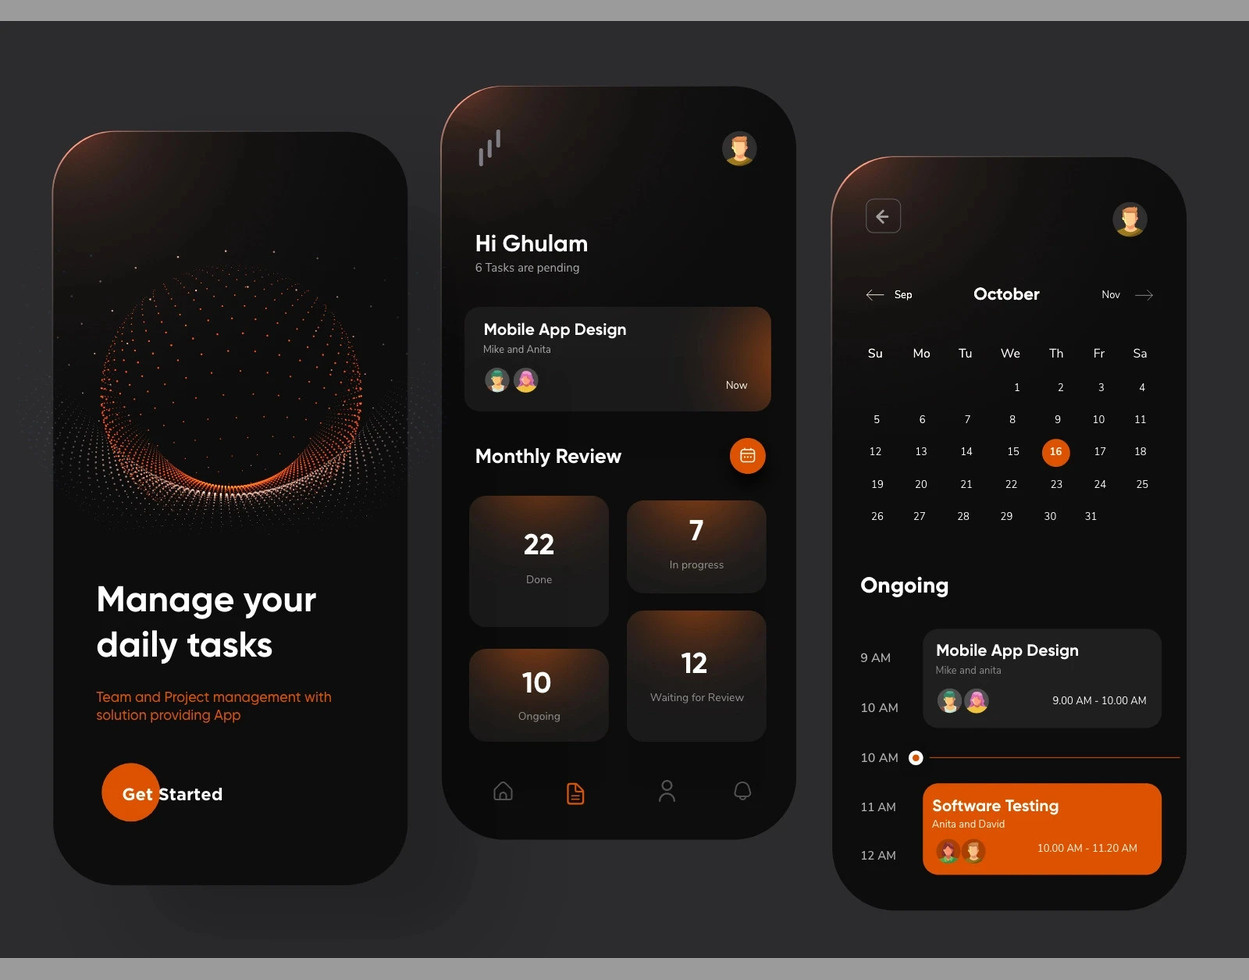 Manage your
daily tasks
Team and Project management with
solution providing App
Get Started
Hi Ghulam
6 Tasks are pending
Mobile App Design
Mike and Anita
Now
Monthly Review
22
Done
7
In progress
10
Ongoing
12
Waiting for Review
Sep October Nov
Su Mo Tu We Th Fr Sa
1 2 3 4
5 6 7 8 9 10 11
12 13 14 15 16 17 18
19 20 21 22 23 24 25
26 27 28 29 30 31
Ongoing
9 AM
Mobile App Design
Mike and anita
9.00 AM - 10.00 AM
10 AM
10 AM
11 AM
Software Testing
Anita and David
10.00 AM - 11.20 AM
12 AM